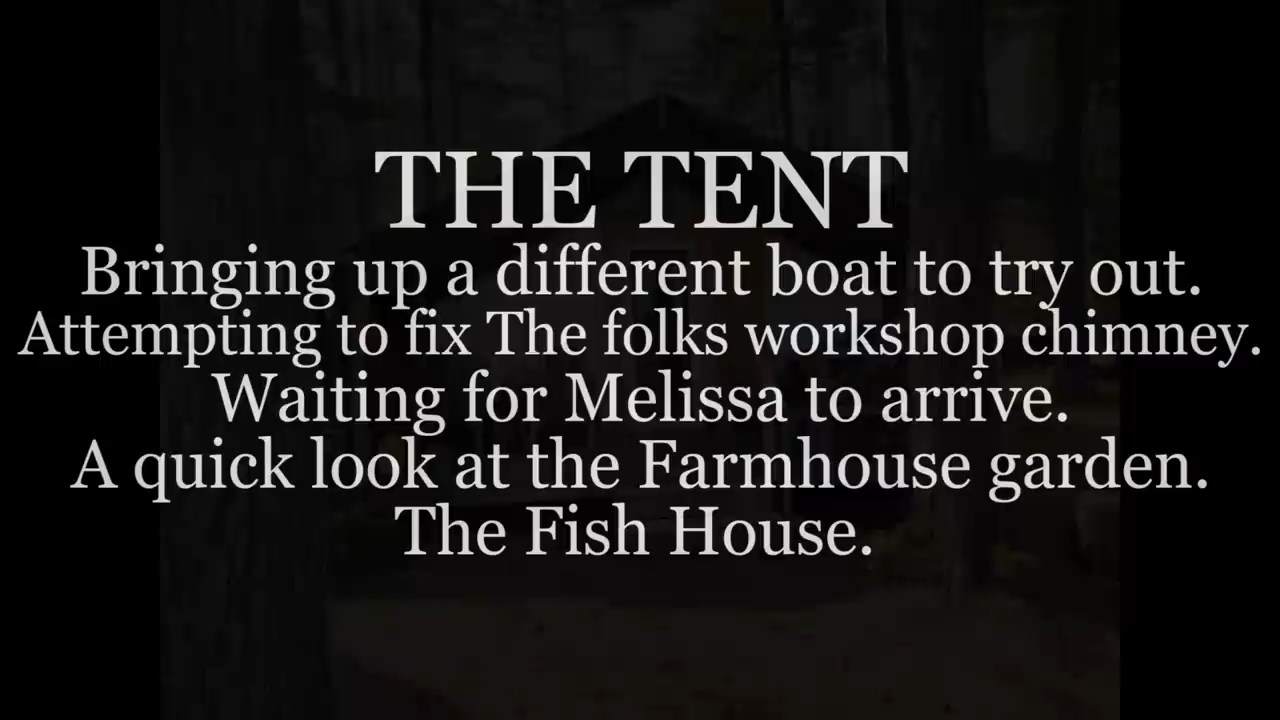 THE TENT
Bringing up a different boat to try out.
Attempting to fix The folks workshop chimney.
Waiting for Melissa to arrive.
A quick look at the Farmhouse garden.
The Fish House.